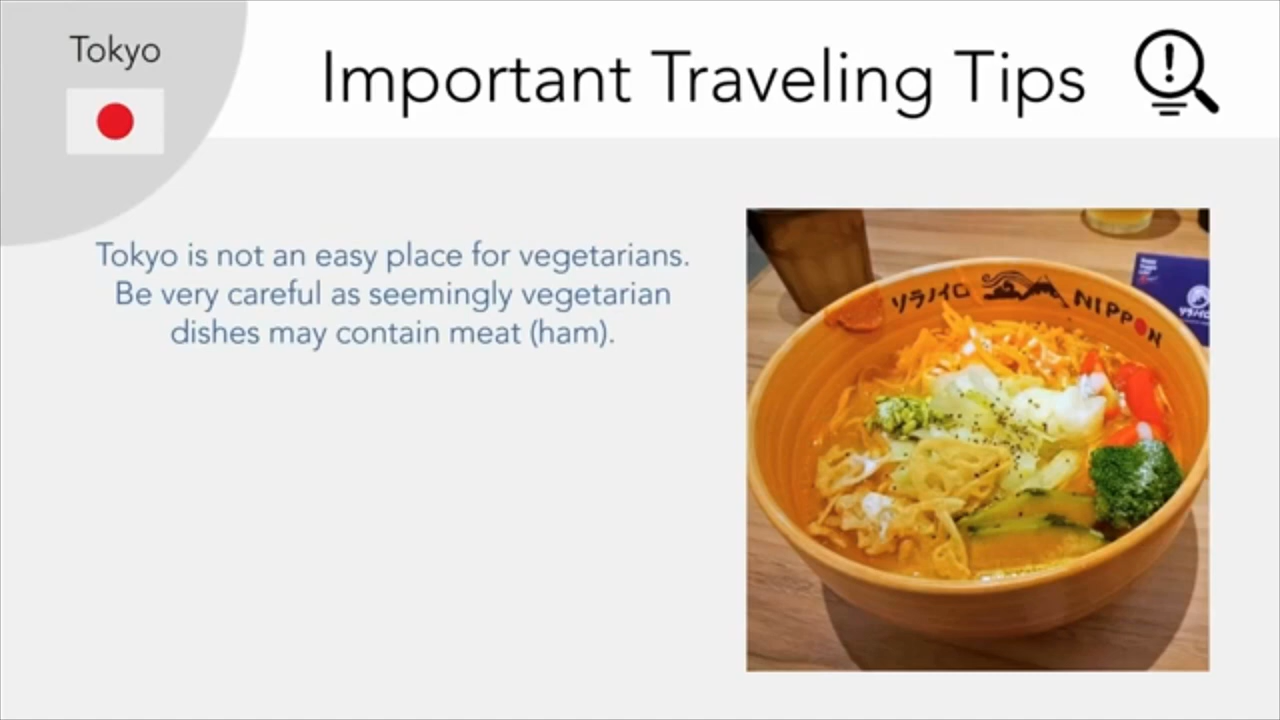 Tokyo
Important Traveling Tips
Tokyo is not an easy place for vegetarians.
Be very careful as seemingly vegetarian
dishes may contain meat (ham).
ソラノイロ NIPPON